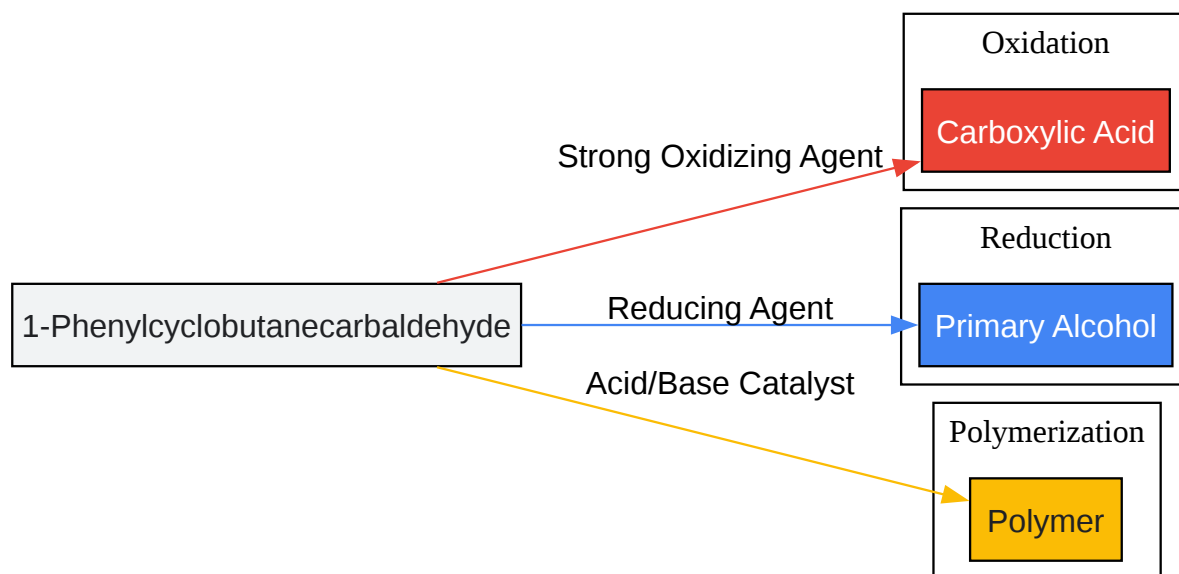 Oxidation
Carboxylic Acid
Strong Oxidizing Agent
Reduction
1-Phenylcyclobutanecarbaldehyde
Reducing Agent
Primary Alcohol
Acid/Base Catalyst
Polymerization
Polymer